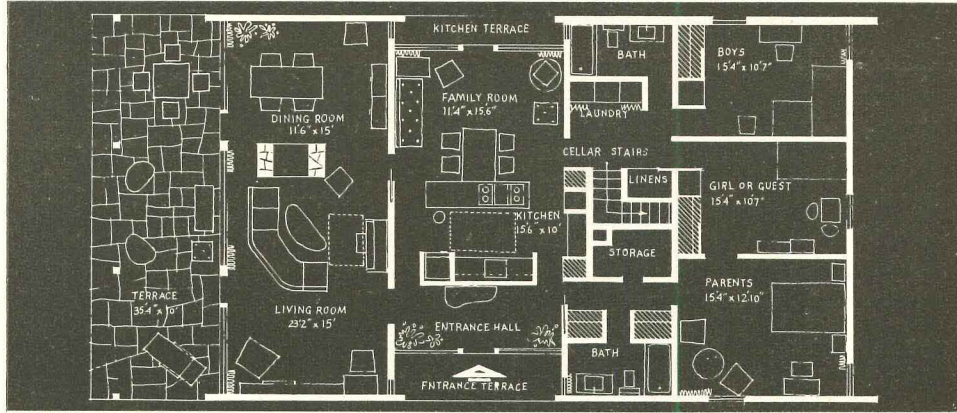 KITCHEN TERRACE
BATH
BOYS
15'4" x 10'7"
FAMILY ROOM
11'4" x 15'6"
DINING ROOM
11'6" x 15'
LAUNDRY
CELLAR STAIRS
LINENS
GIRL OR GUEST
15'4" x 10'7"
KITCHEN
15'6" x 10'
STORAGE
PARENTS
15'4" x 12'10"
TERRACE
35'4" x 10'
LIVING ROOM
23'2" x 15'
ENTRANCE HALL
BATH
ENTRANCE TERRACE